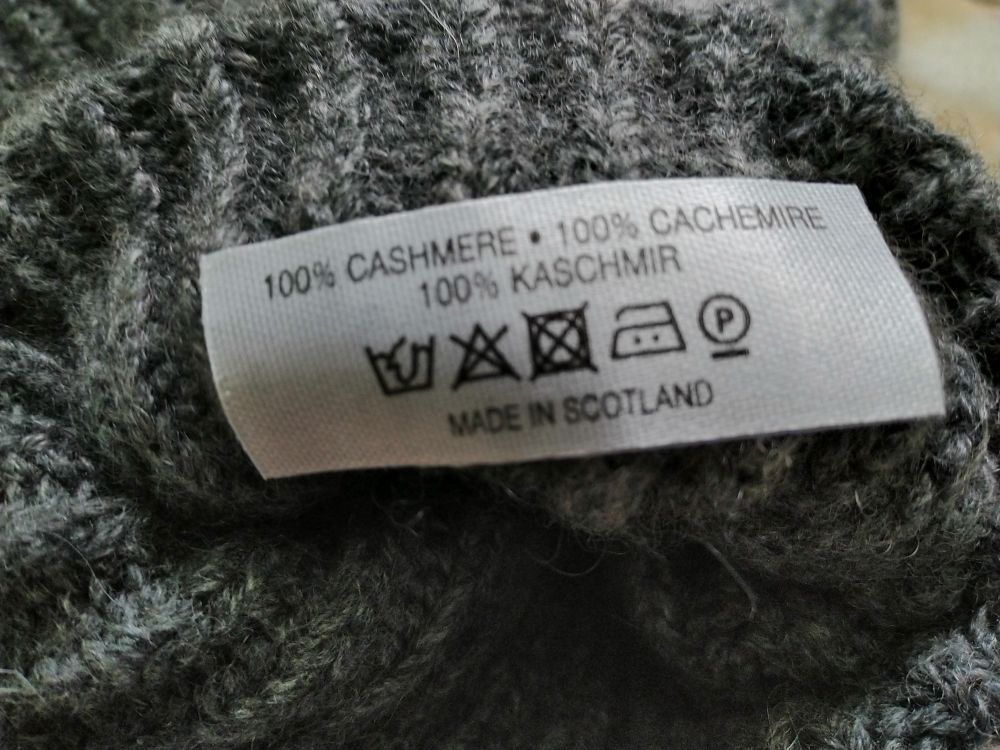 100% CASHMERE • 100% CACHEMIRE
100% KASCHMIR
P
MADE IN SCOTLAND